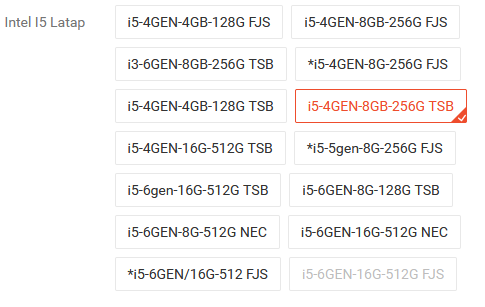 Intel I5 Latap
i5-4GEN-4GB-128G FJS
i5-4GEN-8GB-256G FJS
i3-6GEN-8GB-256G TSB
*i5-4GEN-8G-256G FJS
i5-4GEN-4GB-128G TSB
i5-4GEN-8GB-256G TSB
i5-4GEN-16G-512G TSB
*i5-5gen-8G-256G FJS
i5-6gen-16G-512G TSB
i5-6GEN-8G-128G TSB
i5-6GEN-8G-512G NEC
i5-6GEN-16G-512G NEC
*i5-6GEN/16G-512 FJS
i5-6GEN-16G-512G FJS